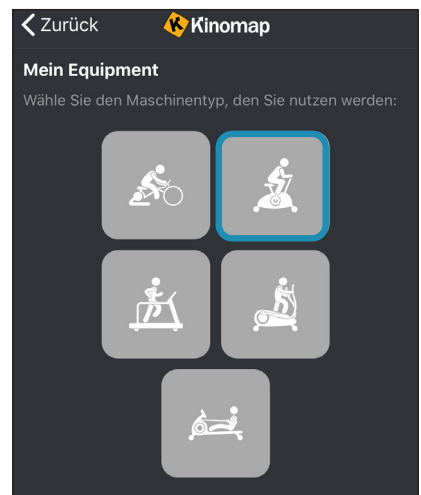 Zurück
Kinomap
Mein Equipment
Wähle Sie den Maschinentyp, den Sie nutzen werden: